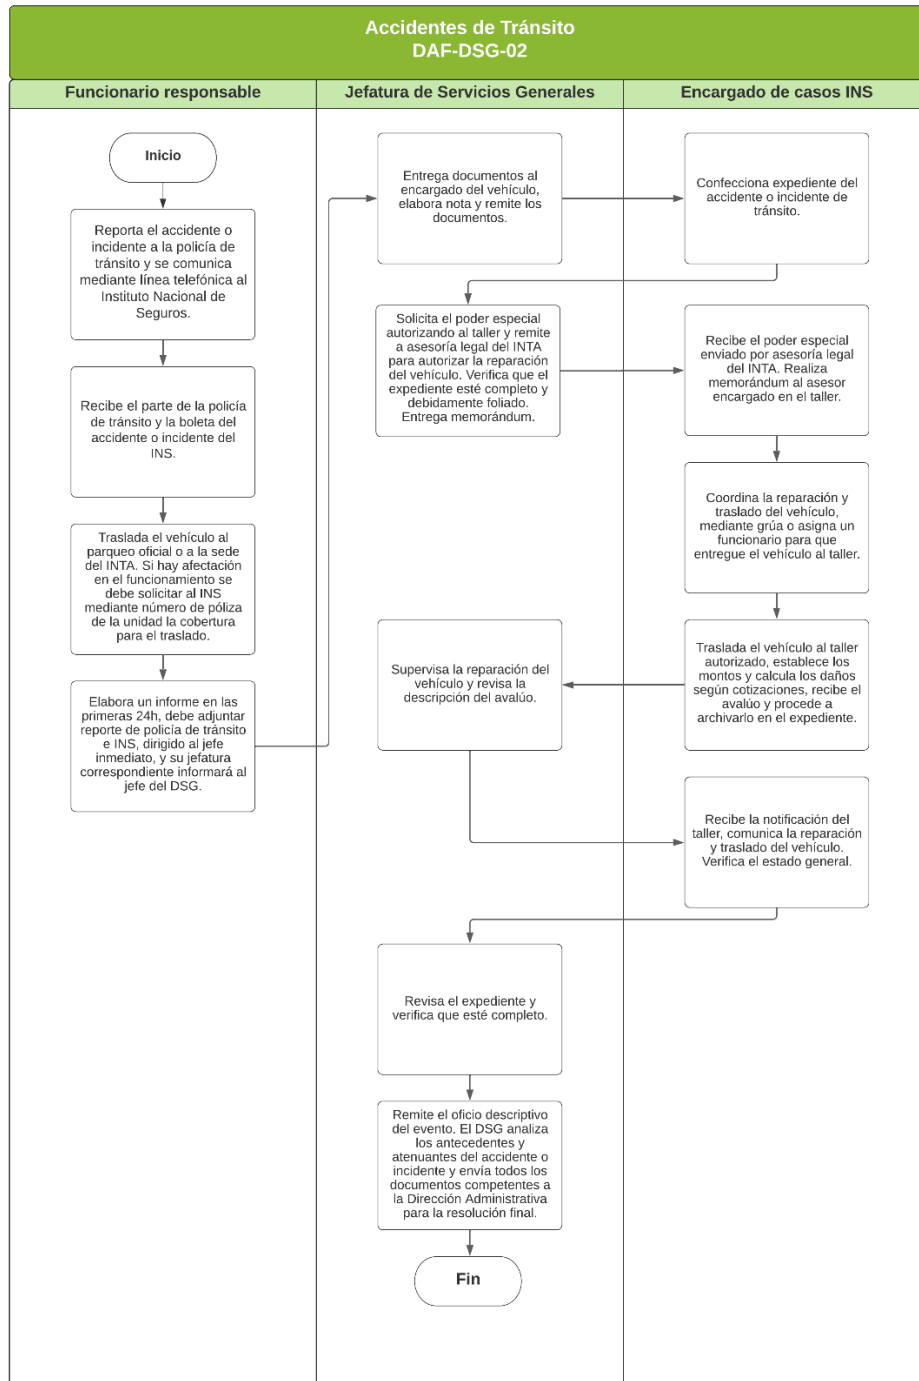 Accidentes de Tránsito
DAF-DSG-02
Funcionario responsable
Jefatura de Servicios Generales
Encargado de casos INS
Inicio
Reporta el accidente o
incidente a la policía de
tránsito y se comunica
mediante línea telefónica al
Instituto Nacional de
Seguros.
Recibe el parte de la policía
de tránsito y la boleta del
accidente o incidente del
INS.
Traslada el vehículo al
parqueo oficial o a la sede
del INTA. Si hay afectación
en el funcionamiento se
debe solicitar al INS
mediante número de póliza
de la unidad la cobertura
para el traslado.
Elabora un informe en las
primeras 24h, debe adjuntar
reporte de policía de tránsito
e INS, dirigido al jefe
inmediato, y su jefatura
correspondiente informará al
jefe del DSG.
Entrega documentos al
encargado del vehículo,
elabora nota y remite los
documentos.
Confecciona expediente del
accidente o incidente de
tránsito.
Solicita el poder especial
autorizando al taller y remite
a asesoría legal del INTA
para autorizar la reparación
del vehículo. Verifica que el
expediente esté completo y
debidamente foliado.
Entrega memorándum.
Recibe el poder especial
enviado por asesoría legal
del INTA. Realiza
memorándum al asesor
encargado en el taller.
Coordina la reparación y
traslado del vehículo,
mediante grúa o asigna un
funcionario para que
entregue el vehículo al taller.
Traslada el vehículo al taller
autorizado, establece los
montos y calcula los daños
según cotizaciones, recibe el
avalúo y procede a
archivarlo en el expediente.
Supervisa la reparación del
vehículo y revisa la
descripción del avalúo.
Recibe la notificación del
taller, comunica la reparación
y traslado del vehículo.
Verifica el estado general.
Revisa el expediente y
verifica que esté completo.
Remite el oficio descriptivo
del evento. El DSG analiza
los antecedentes y
atenuantes del accidente o
incidente y envía todos los
documentos competentes a
la Dirección Administrativa
para la resolución final.
Fin